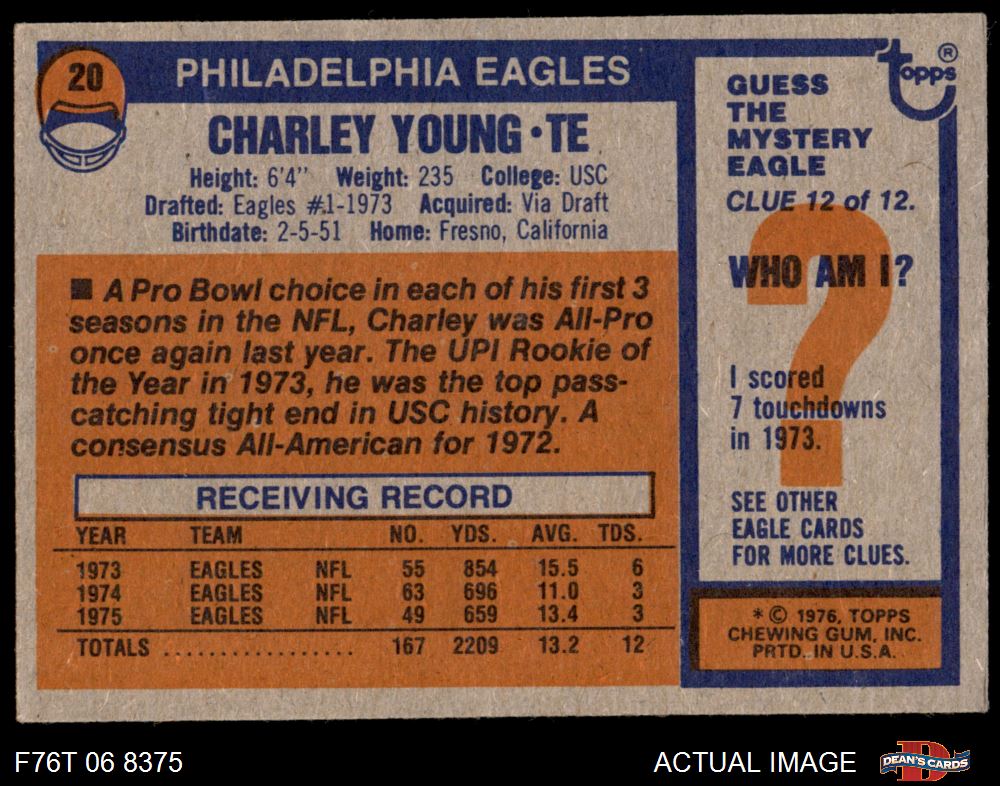 20
PHILADELPHIA EAGLES
CHARLEY YOUNG • TE
Height: 6'4" Weight: 235 College: USC
Drafted: Eagles #1-1973 Acquired: Via Draft
Birthdate: 2-5-51 Home: Fresno, California
■ A Pro Bowl choice in each of his first 3
seasons in the NFL, Charley was All-Pro
once again last year. The UPI Rookie of
the Year in 1973, he was the top pass-
catching tight end in USC history. A
consensus All-American for 1972.
RECEIVING RECORD
YEAR TEAM NO. YDS. AVG. TDS.
1973 EAGLES NFL 55 854 15.5 6
1974 EAGLES NFL 63 696 11.0 3
1975 EAGLES NFL 49 659 13.4 3
TOTALS ................. 167 2209 13.2 12
topps ®
GUESS
THE
MYSTERY
EAGLE
CLUE 12 of 12.
WHO AM I?
I scored
7 touchdowns
in 1973.
SEE OTHER
EAGLE CARDS
FOR MORE CLUES.
* © 1976, TOPPS
CHEWING GUM, INC.
PRTD. IN U.S.A.
F76T 06 8375
ACTUAL IMAGE
DEAN'S CARDS